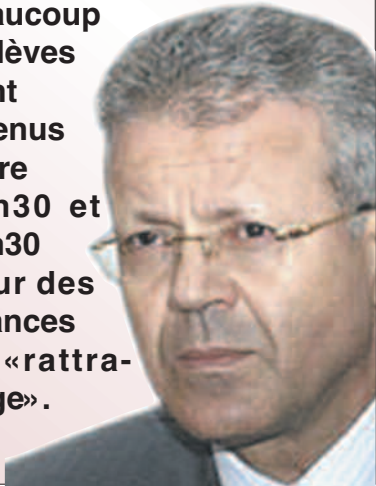 aucoup
lèves
nt
enus
re
h30 et
h30
ur des
ances
«rattra-
ge».